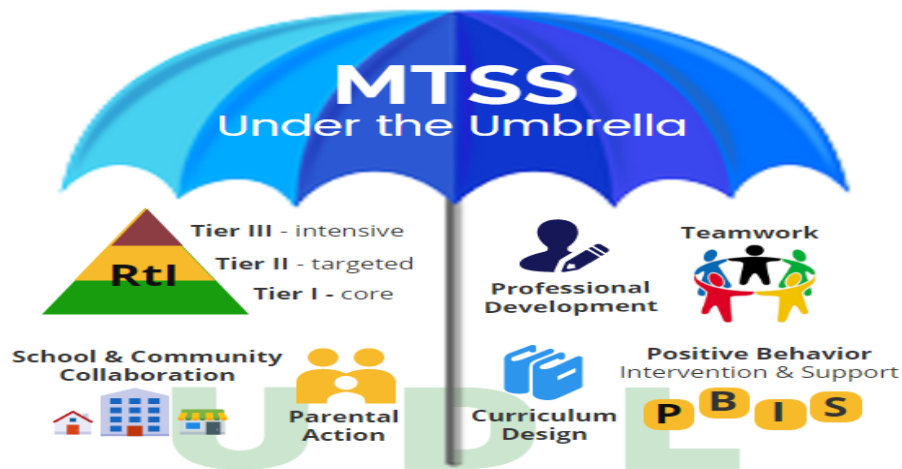 MTSS
Under the Umbrella
RtI
Tier III - intensive
Tier II - targeted
Tier I - core
Professional
Development
Teamwork
School & Community
Collaboration
Parental
Action
Curriculum
Design
Positive Behavior
Intervention & Support
P B I S
UDL